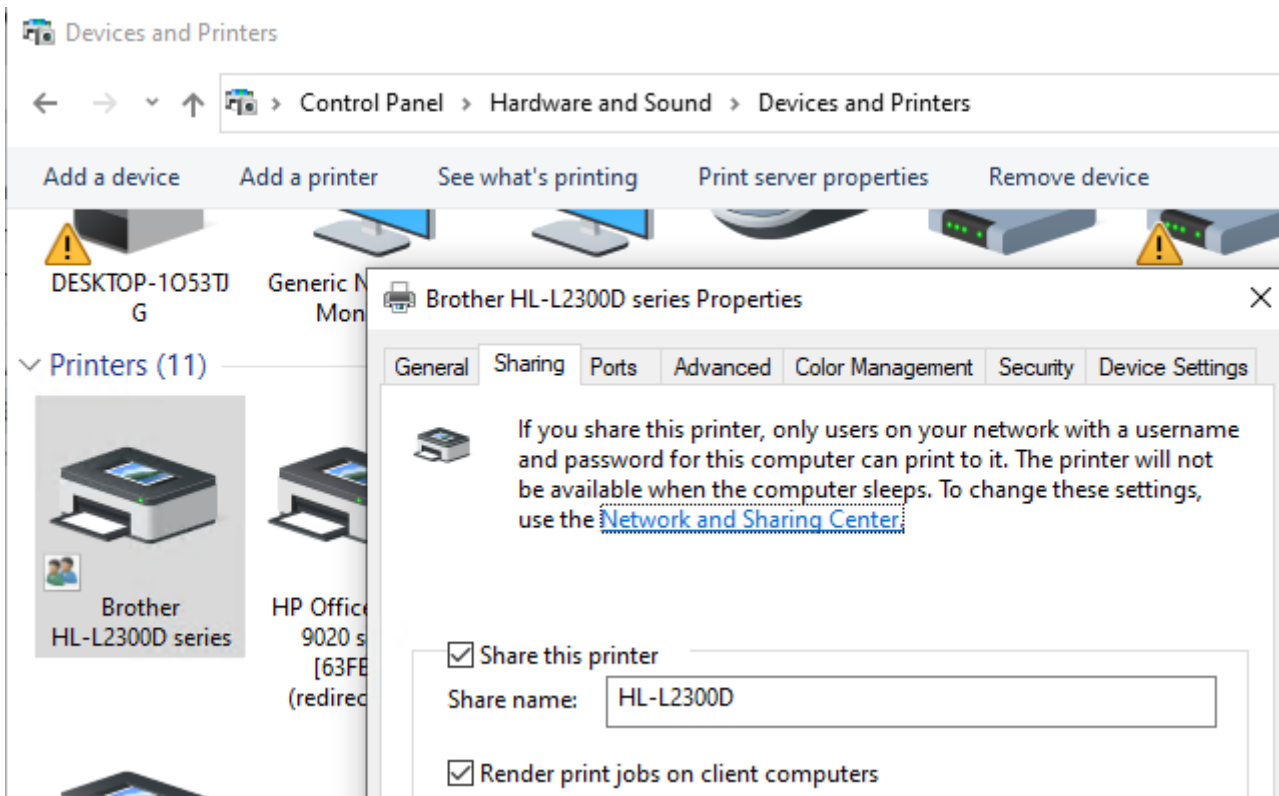 Devices and Printers
Control Panel > Hardware and Sound > Devices and Printers
Add a device Add a printer See what's printing Print server properties Remove device
DESKTOP-1O53TJ
G
Generic N
Mon
Printers (11)
Brother
HL-L2300D series
HP Office
9020 s
[63FE
(redirec
Brother HL-L2300D series Properties
General Sharing Ports Advanced Color Management Security Device Settings
If you share this printer, only users on your network with a username
and password for this computer can print to it. The printer will not
be available when the computer sleeps. To change these settings,
use the Network and Sharing Center.
Share this printer
Share name: HL-L2300D
Render print jobs on client computers